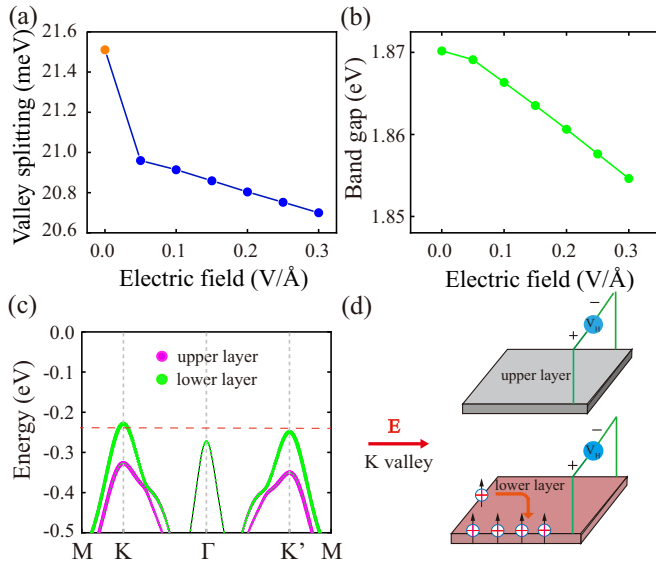 (a)
21.6
21.4
21.2
21.0
20.8
20.6
Valley splitting (meV)
0.0
0.1
0.2
0.3
Electric field (V/Å)
(b)
1.87
1.86
1.85
Band gap (eV)
0.0
0.1
0.2
0.3
Electric field (V/Å)
(c)
0.0
-0.1
-0.2
-0.3
-0.4
-0.5
Energy (eV)
upper layer
lower layer
M
K
Γ
K’
M
(d)
−
V_H
+
upper layer
E
K valley
−
V_H
+
lower layer